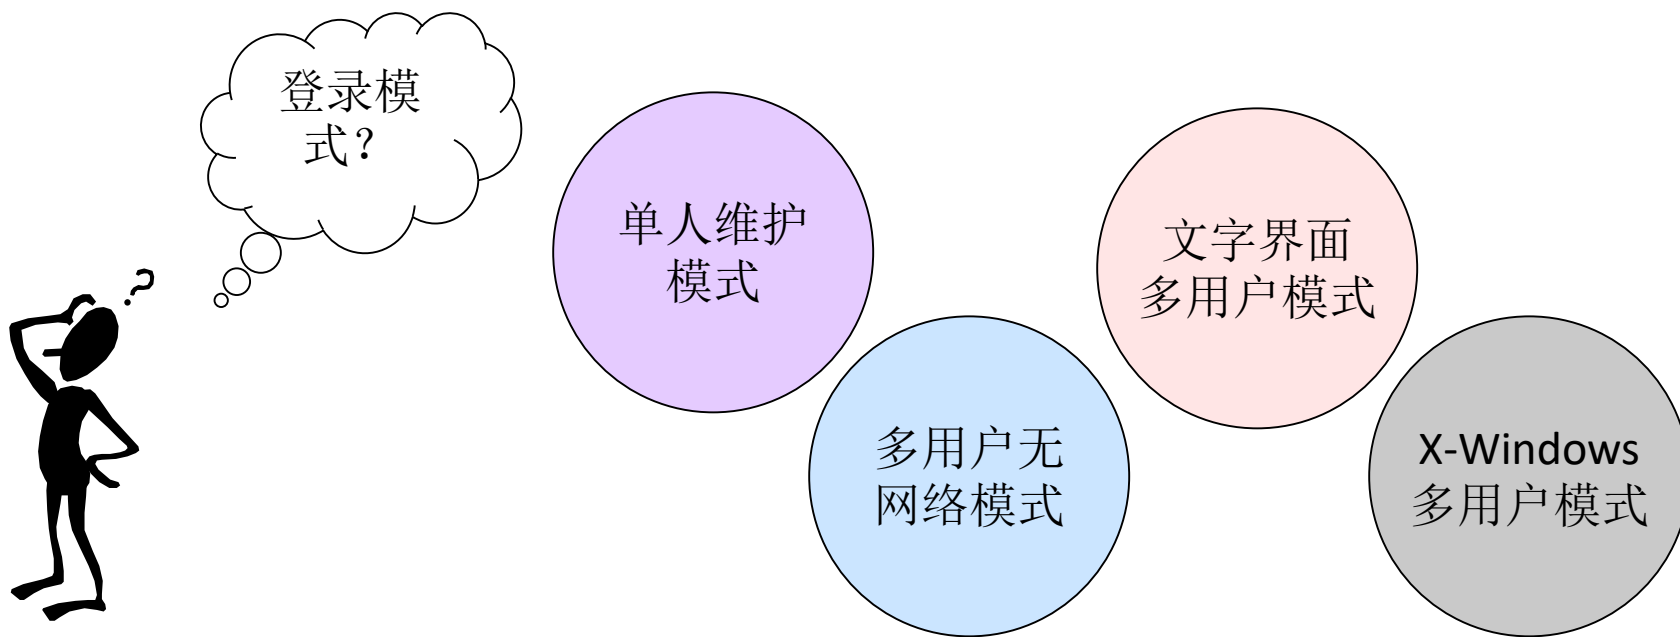 登录模
式？
单人维护
模式
文字界面
多用户模式
多用户无
网络模式
X-Windows
多用户模式